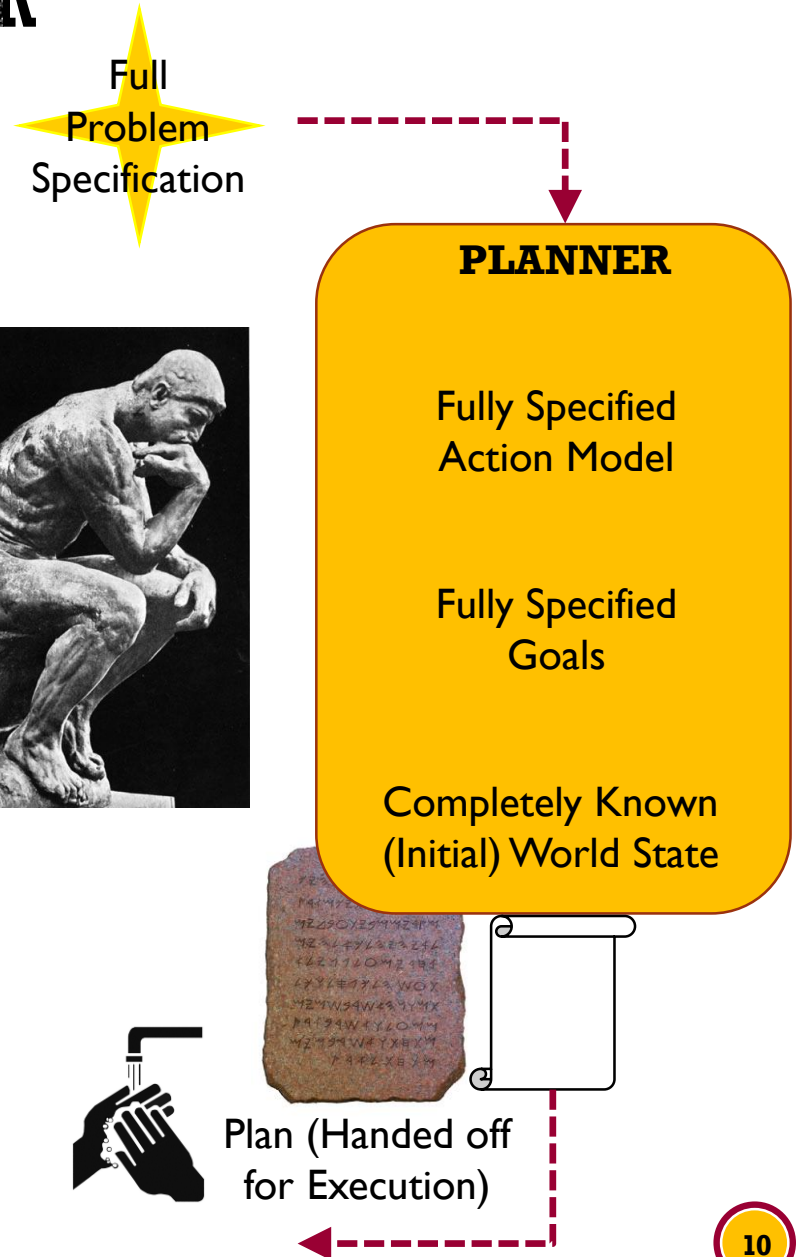 Full
Problem
Specification
PLANNER
Fully Specified
Action Model
Fully Specified
Goals
Completely Known
(Initial) World State
Plan (Handed off
for Execution)
10